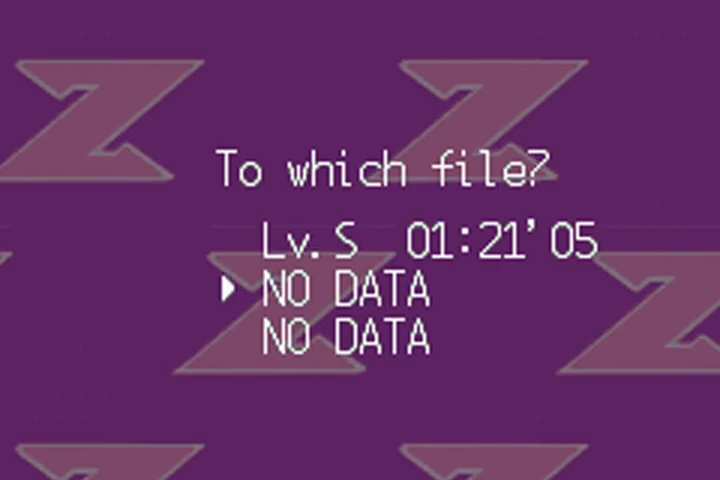 To which file?
Lv.S 01:21'05
NO DATA
NO DATA